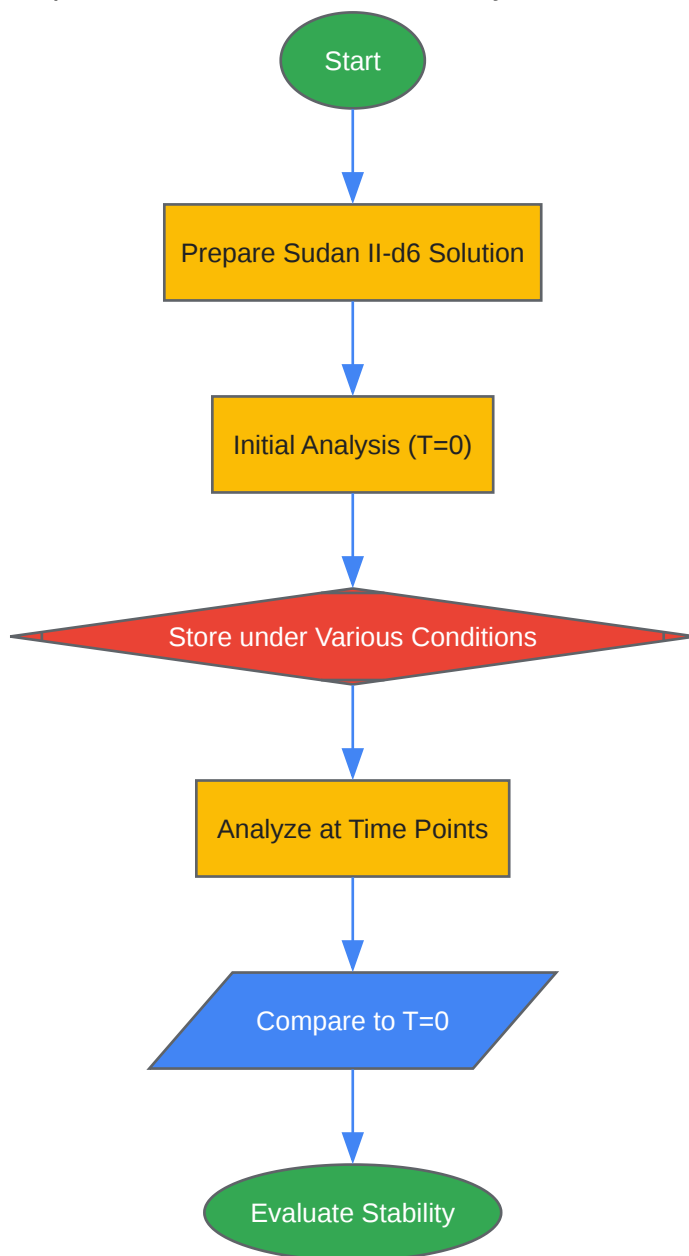 Start
Prepare Sudan II-d6 Solution
Initial Analysis (T=0)
Store under Various Conditions
Analyze at Time Points
Compare to T=0
Evaluate Stability